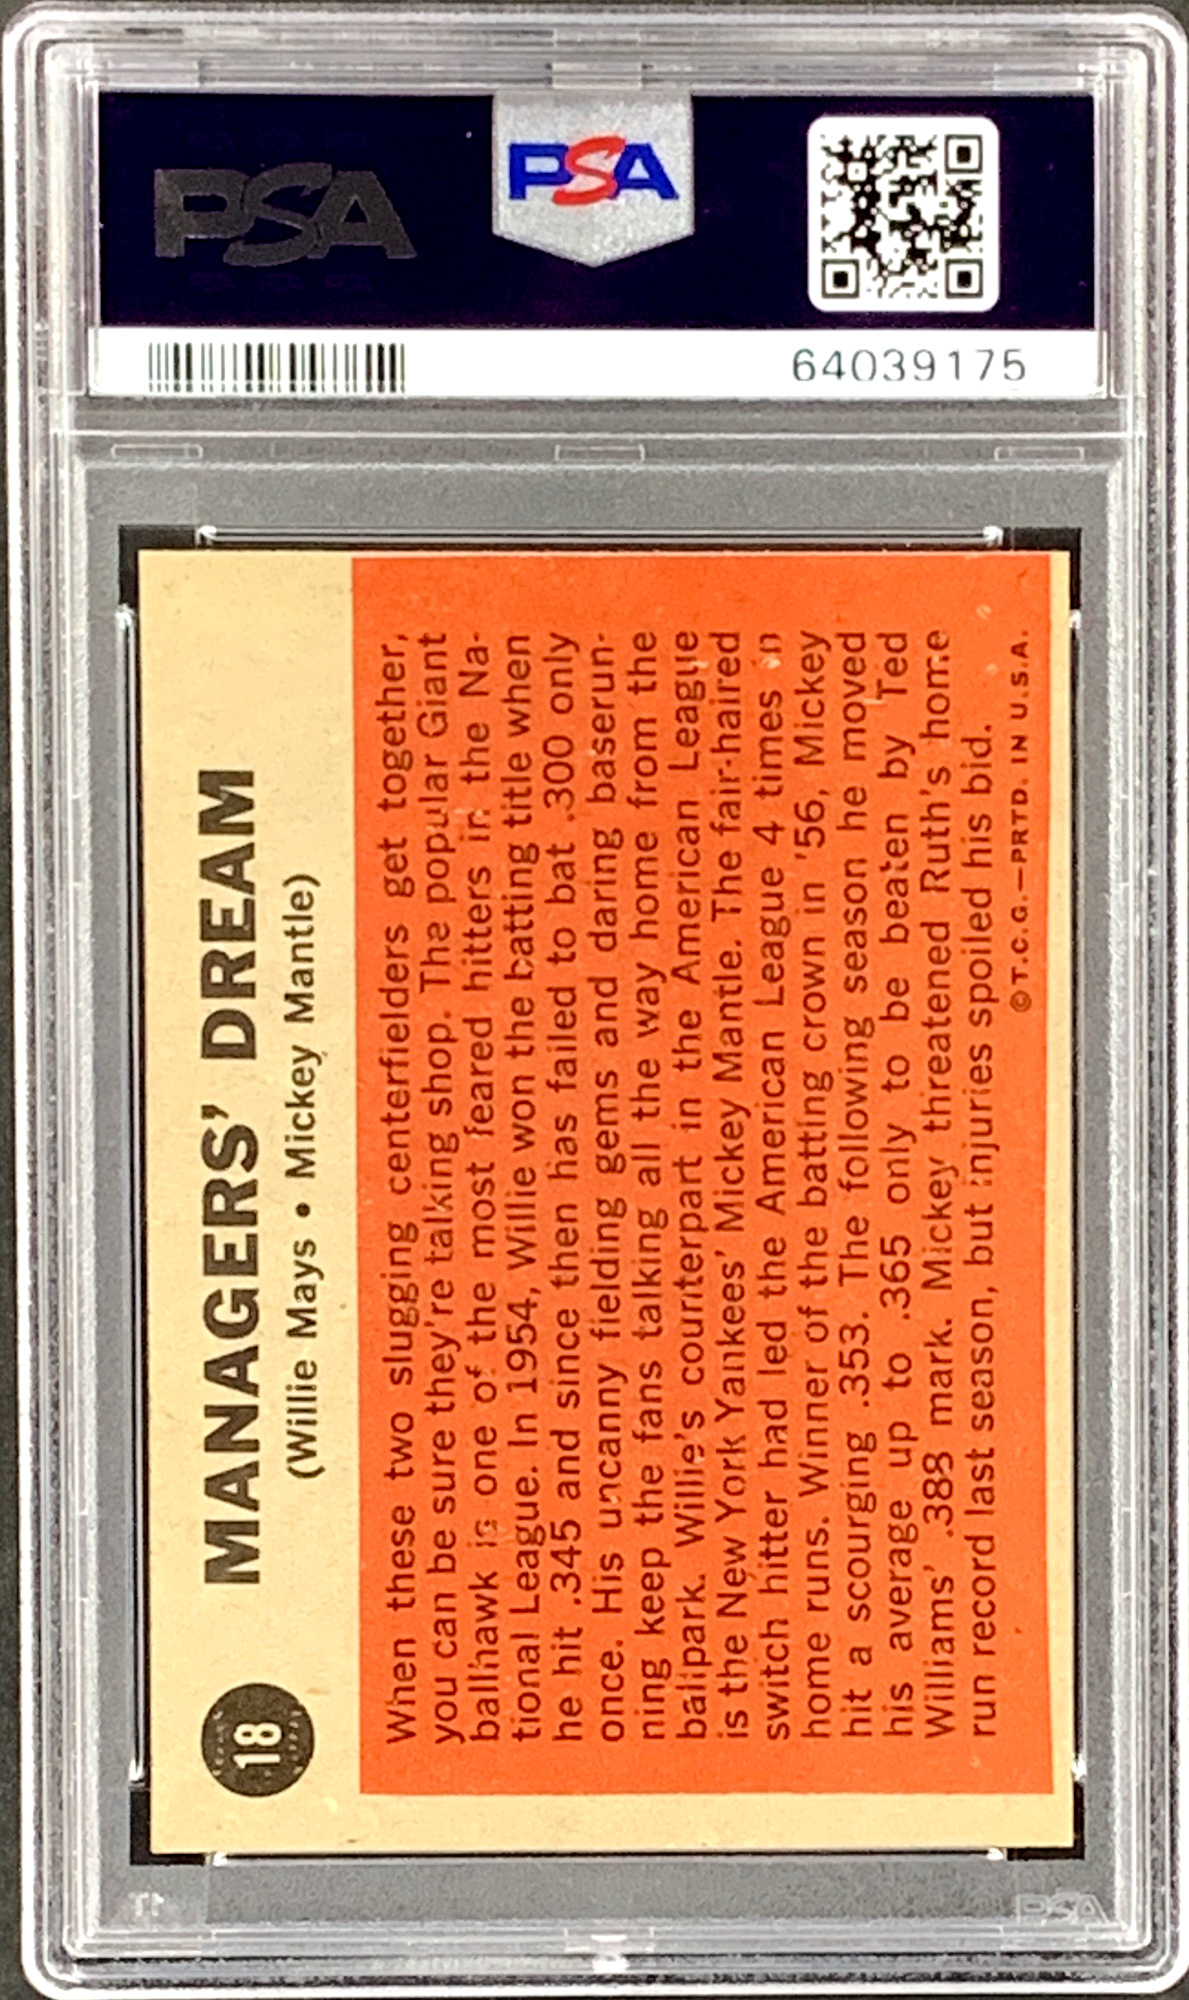 PSA
PSA
64039175
18
MANAGERS' DREAM
(Willie Mays • Mickey Mantle)
When these two slugging centerfielders get together,
you can be sure they're talking shop. The popular Giant
ballhawk is one of the most feared hitters in the Na-
tional League. In 1954, Willie won the batting title when
he hit .345 and since then has failed to bat .300 only
once. His uncanny fielding gems and daring baserun-
ning keep the fans talking all the way home from the
ballpark. Willie's counterpart in the American League
is the New York Yankees' Mickey Mantle. The fair-haired
switch hitter had led the American League 4 times in
home runs. Winner of the batting crown in '56, Mickey
hit a scourging .353. The following season he moved
his average up to .365 only to be beaten by Ted
Williams' .388 mark. Mickey threatened Ruth's home
run record last season, but injuries spoiled his bid.
©T.C.G.—PRTD. IN U.S.A.
PSA